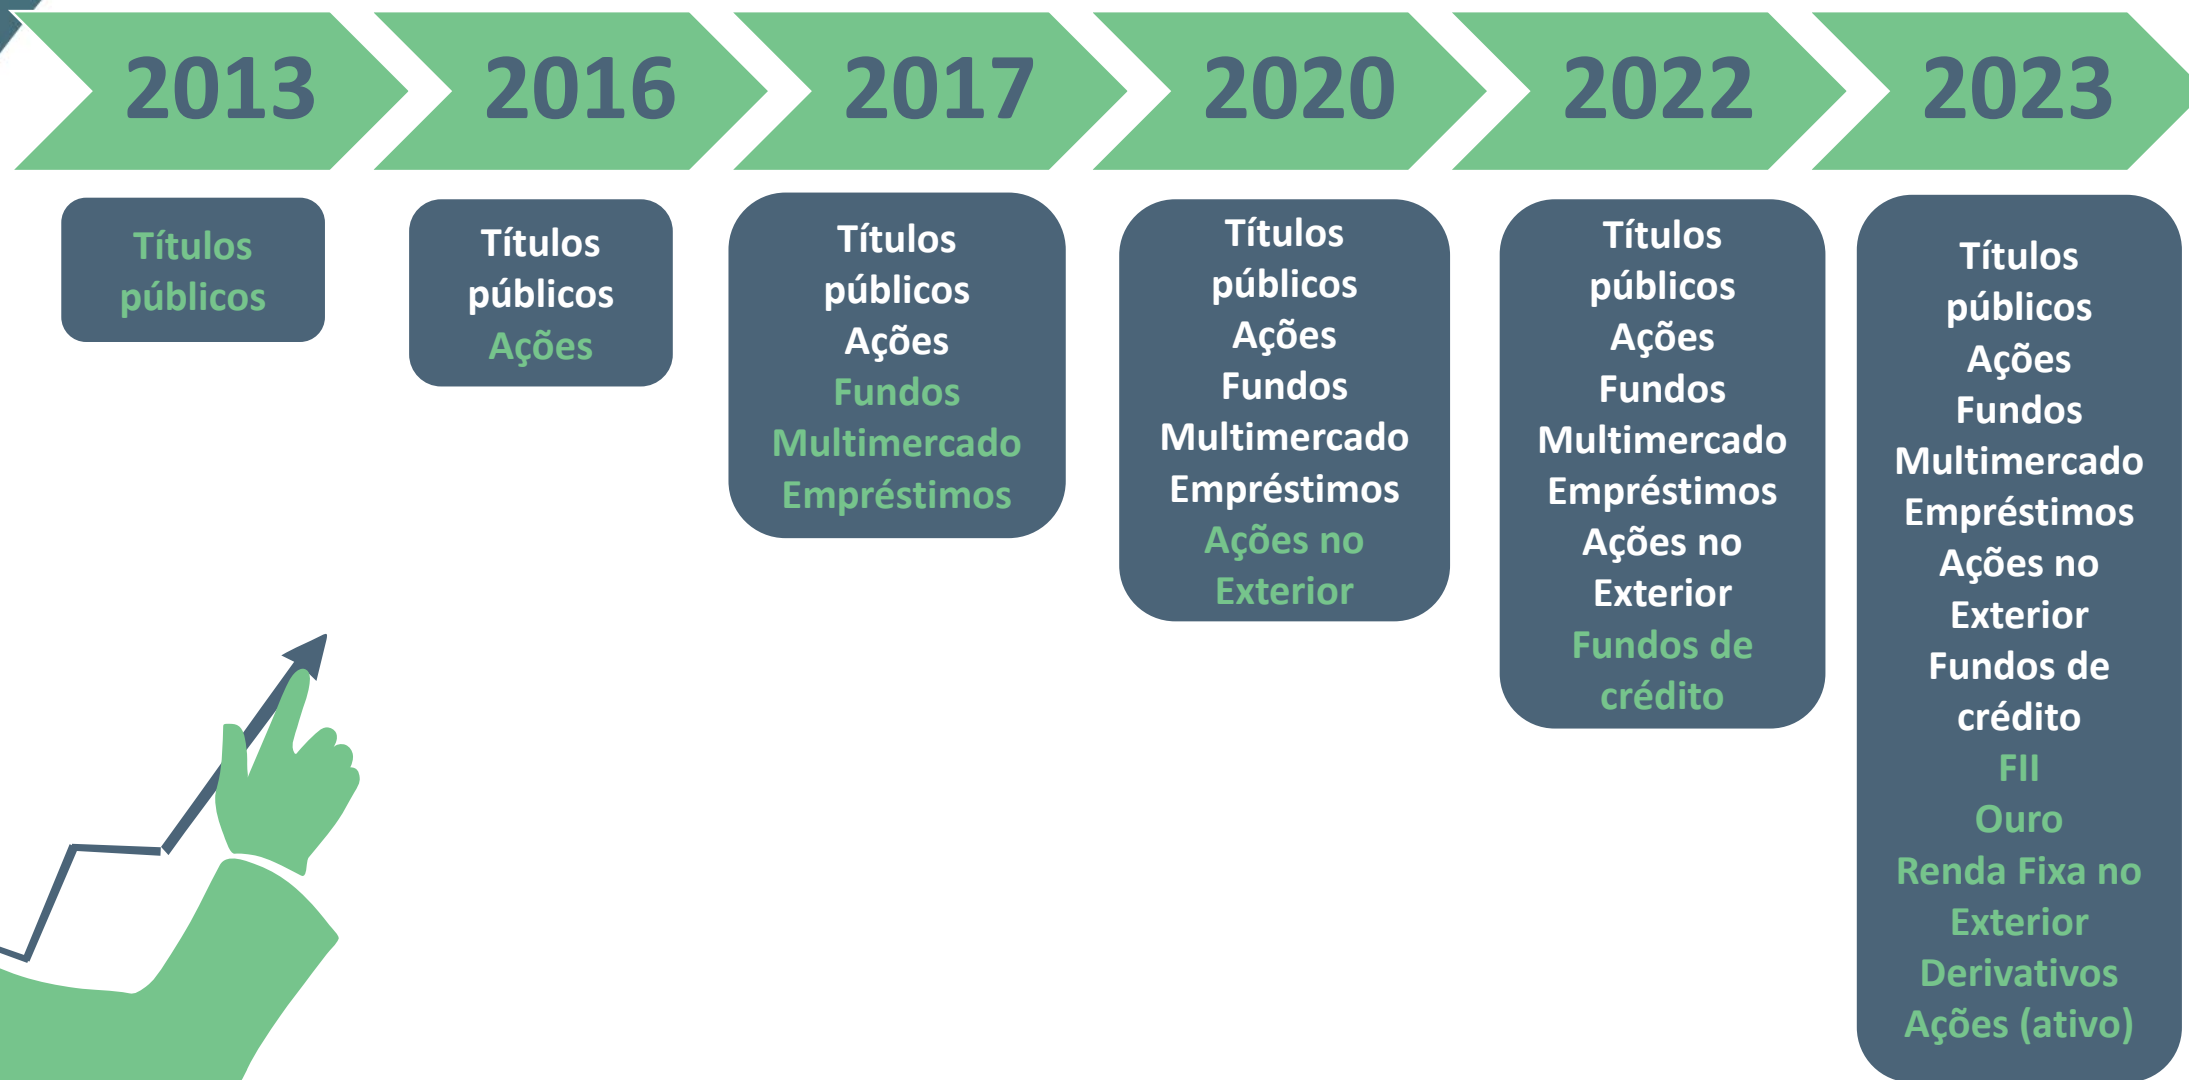 2013
2016
2017
2020
2022
2023
Títulos
públicos
Títulos
públicos
Ações
Títulos
públicos
Ações
Fundos
Multimercado
Empréstimos
Títulos
públicos
Ações
Fundos
Multimercado
Empréstimos
Ações no
Exterior
Títulos
públicos
Ações
Fundos
Multimercado
Empréstimos
Ações no
Exterior
Fundos de
crédito
Títulos
públicos
Ações
Fundos
Multimercado
Empréstimos
Ações no
Exterior
Fundos de
crédito
FII
Ouro
Renda Fixa no
Exterior
Derivativos
Ações (ativo)